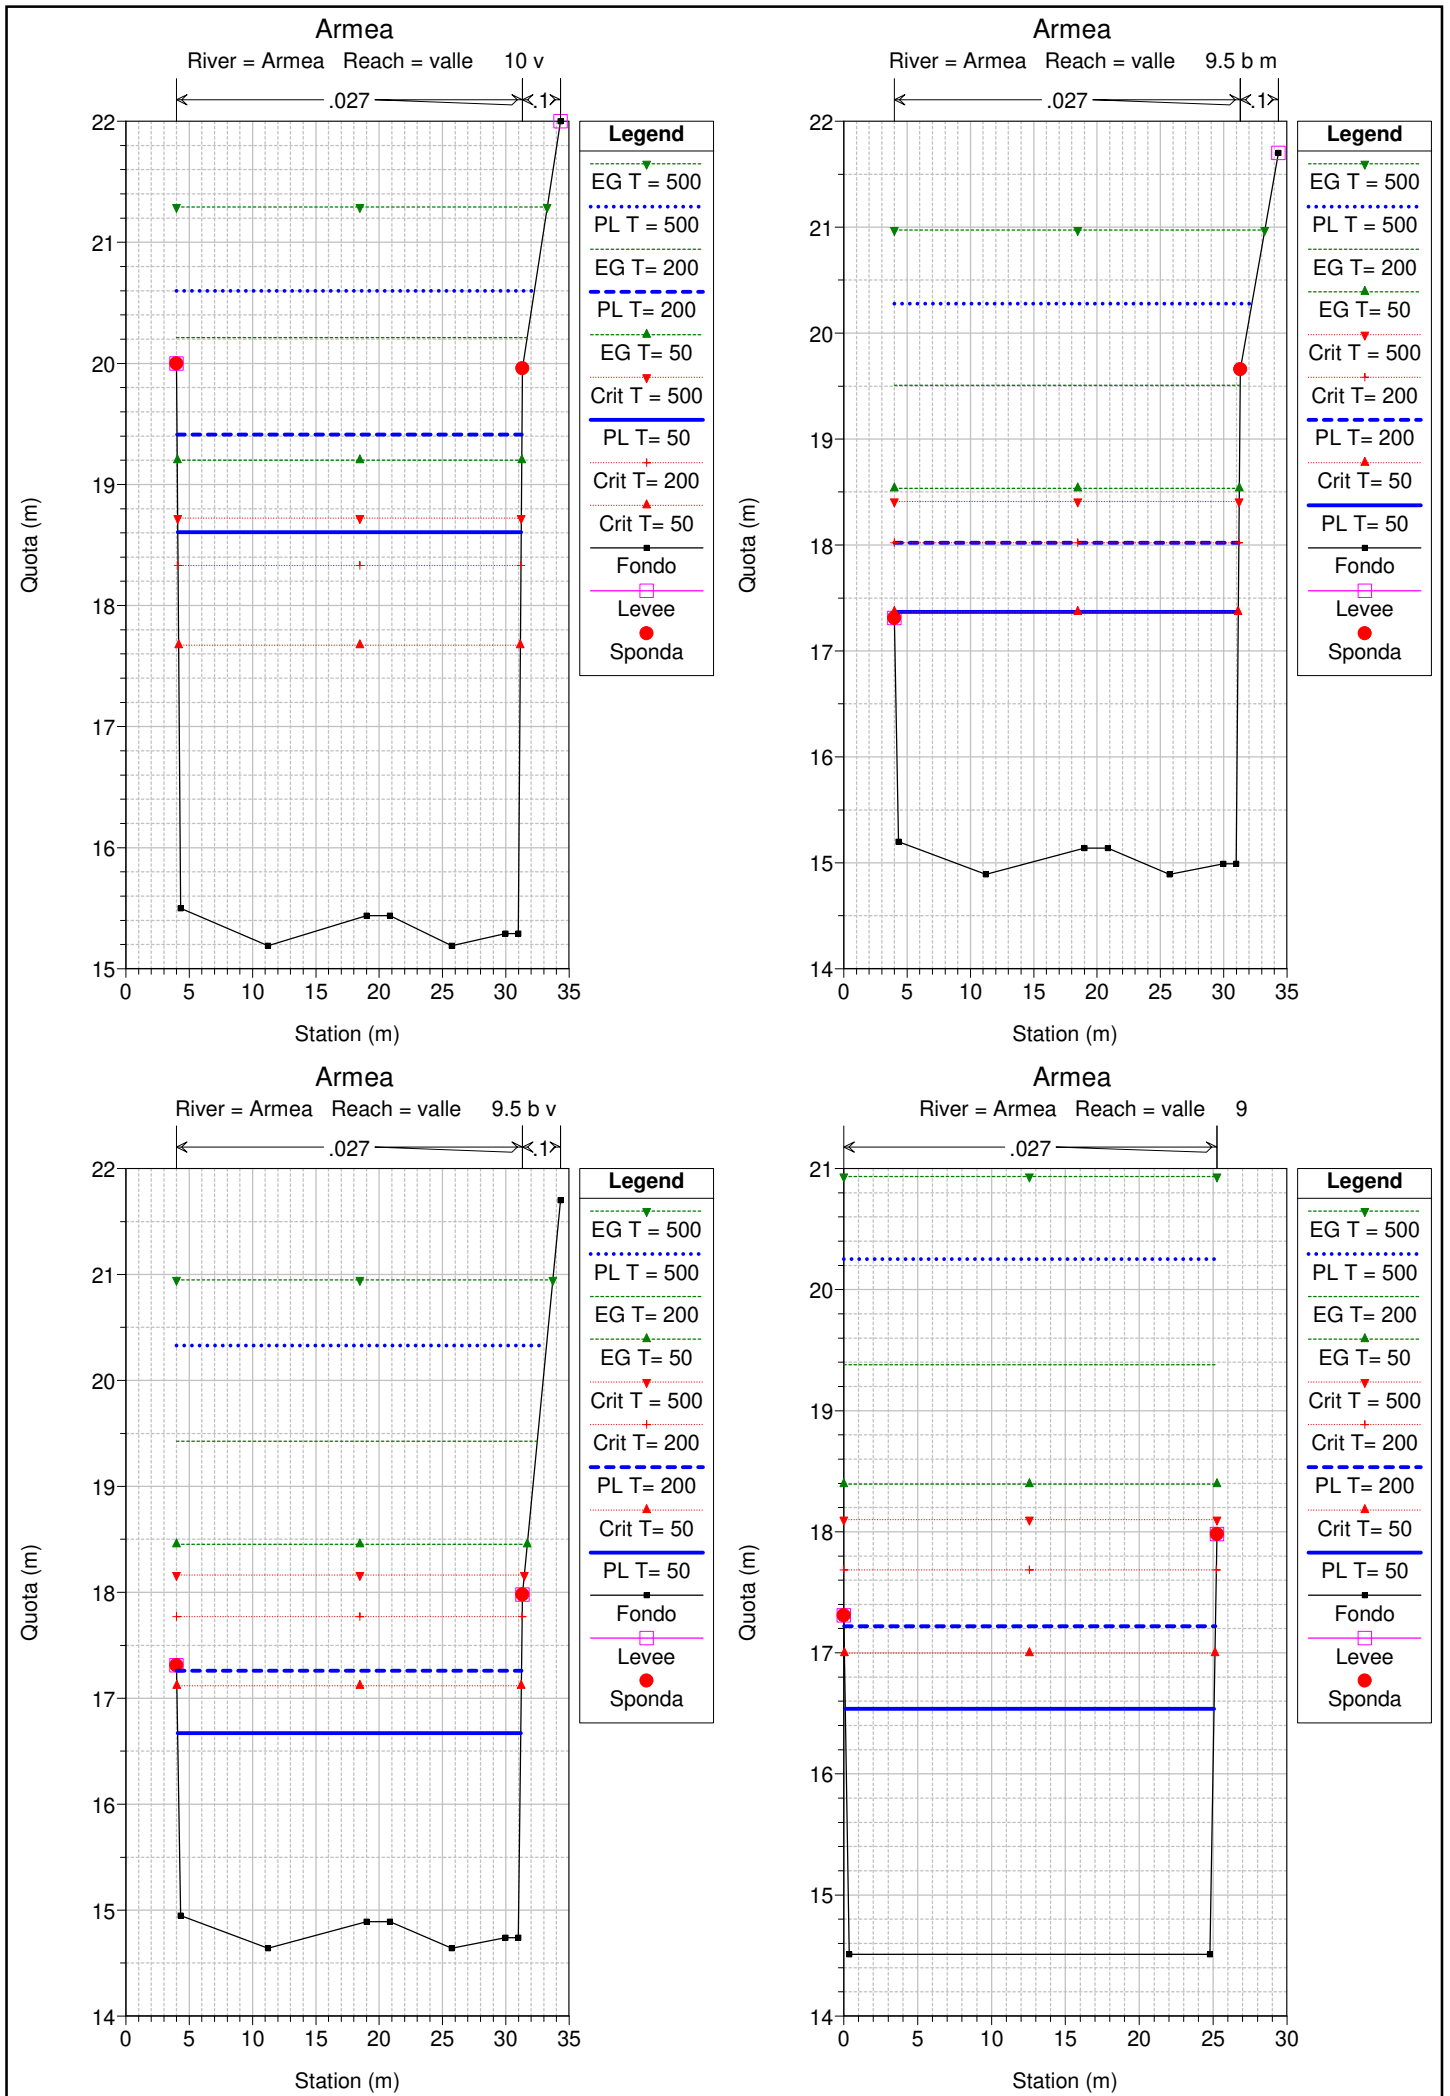 Armea
River = Armea Reach = valle 10 v
.027
.1
22
21
20
19
18
17
16
15
0 5 10 15 20 25 30 35
Station (m)
Quota (m)
Legend
EG T = 500
PL T = 500
EG T= 200
PL T= 200
EG T= 50
Crit T = 500
PL T= 50
Crit T= 200
Crit T= 50
Fondo
Levee
Sponda
Armea
River = Armea Reach = valle 9.5 b m
.027
.1
22
21
20
19
18
17
16
15
14
0 5 10 15 20 25 30 35
Station (m)
Quota (m)
Legend
EG T = 500
PL T = 500
EG T= 200
EG T= 50
Crit T = 500
Crit T= 200
PL T= 200
Crit T= 50
PL T= 50
Fondo
Levee
Sponda
Armea
River = Armea Reach = valle 9.5 b v
.027
.1
22
21
20
19
18
17
16
15
14
0 5 10 15 20 25 30 35
Station (m)
Quota (m)
Legend
EG T = 500
PL T = 500
EG T= 200
EG T= 50
Crit T = 500
Crit T= 200
PL T= 200
Crit T= 50
PL T= 50
Fondo
Levee
Sponda
Armea
River = Armea Reach = valle 9
.027
21
20
19
18
17
16
15
14
0 5 10 15 20 25 30
Station (m)
Quota (m)
Legend
EG T = 500
PL T = 500
EG T= 200
EG T= 50
Crit T = 500
Crit T= 200
PL T= 200
Crit T= 50
PL T= 50
Fondo
Levee
Sponda